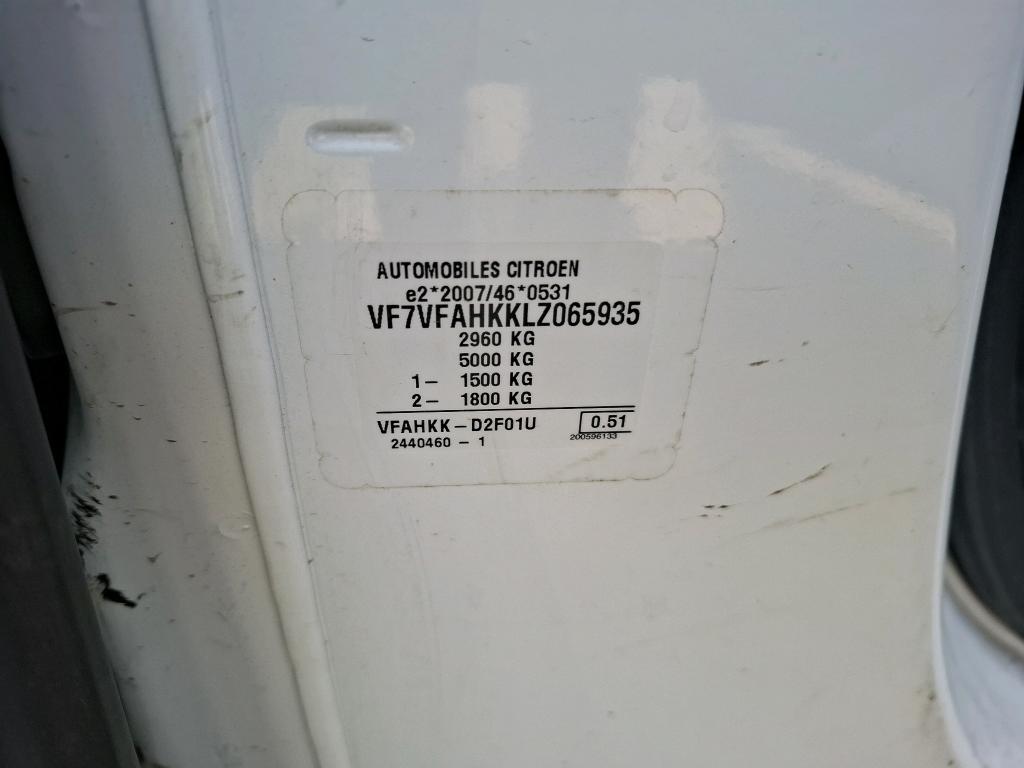 AUTOMOBILES CITROEN
e2*2007/46*0531
VF7VFAHKKLZ065935
2960 KG
5000 KG
1– 1500 KG
2– 1800 KG
VFAHKK – D2F01U 0.51
2440460 – 1 200596133